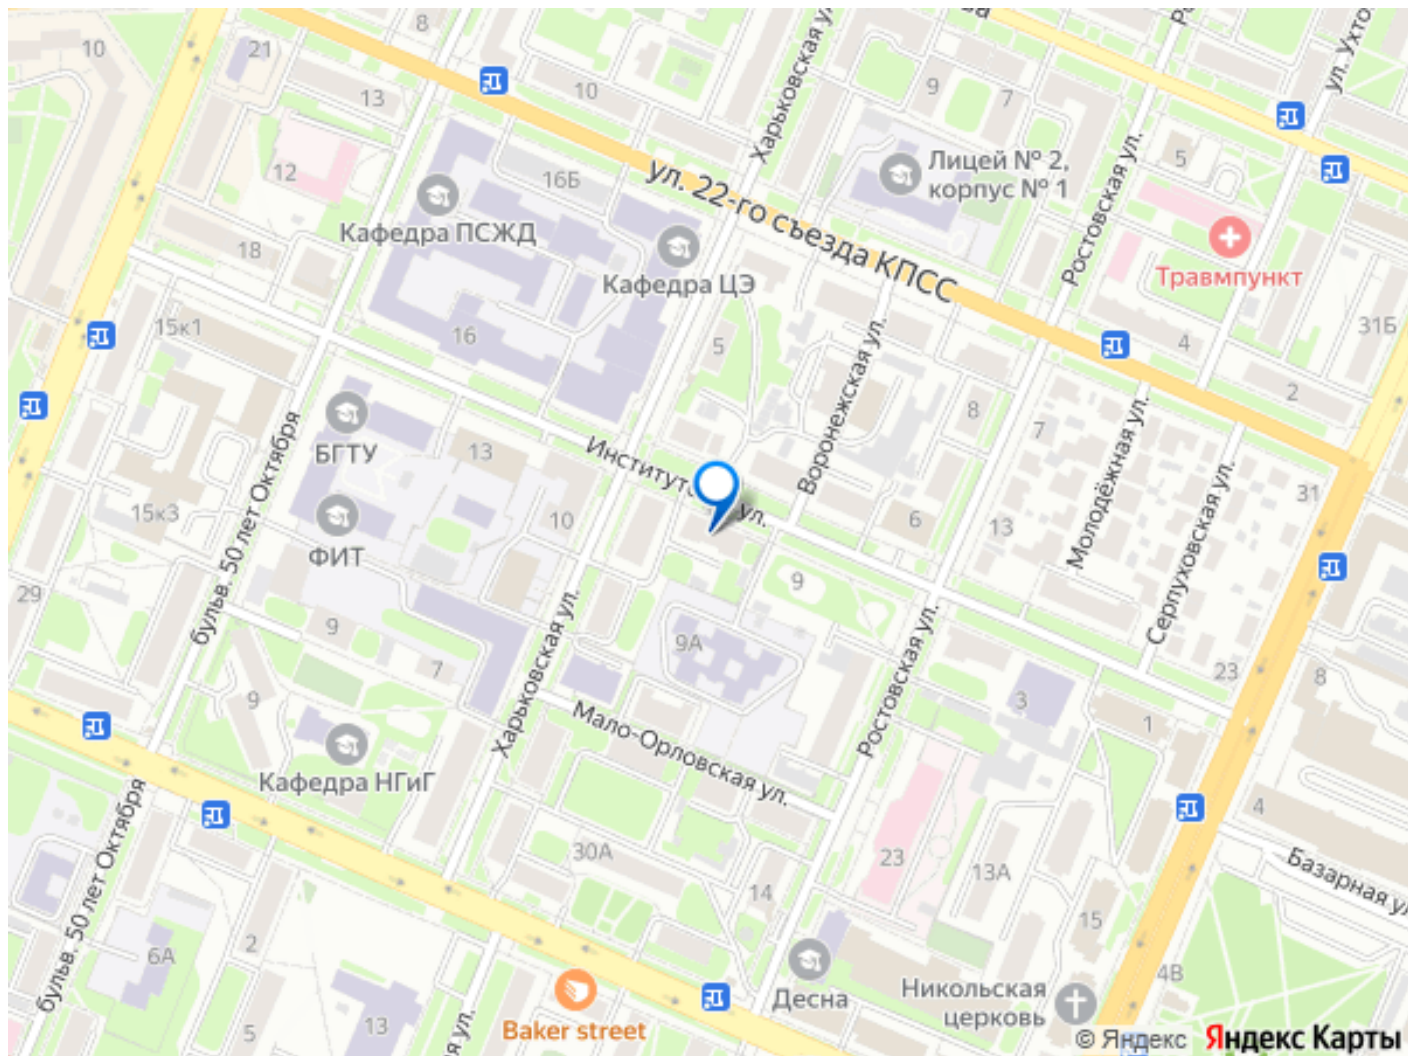 8
10
21
13
10
9
7
5
Харьковская ул.
ул. Ухто
Лицей № 2,
корпус № 1
ул. 22-го съезда КПСС
Ростовская ул.
12
16Б
Кафедра ПСЖД
18
Кафедра ЦЭ
Травмпункт
15к1
16
5
4
31Б
2
Воронежская ул.
Молодёжная ул.
8
7
БГТУ
13
бульв. 50 лет Октября
15к3
ФИТ
10
ул.
6
13
31
Серпуховская ул.
29
9
9
7
9
9А
Харьковская ул.
Ростовская ул.
3
1
23
8
Мало-Орловская ул.
Кафедра НГиГ
4
Базарная
бульв. 50 лет Октября
30А
23
13А
14
15
6А
2
5
13
Десна
Никольская
церковь
4В
Baker street
© Яндекс Яндекс Карты